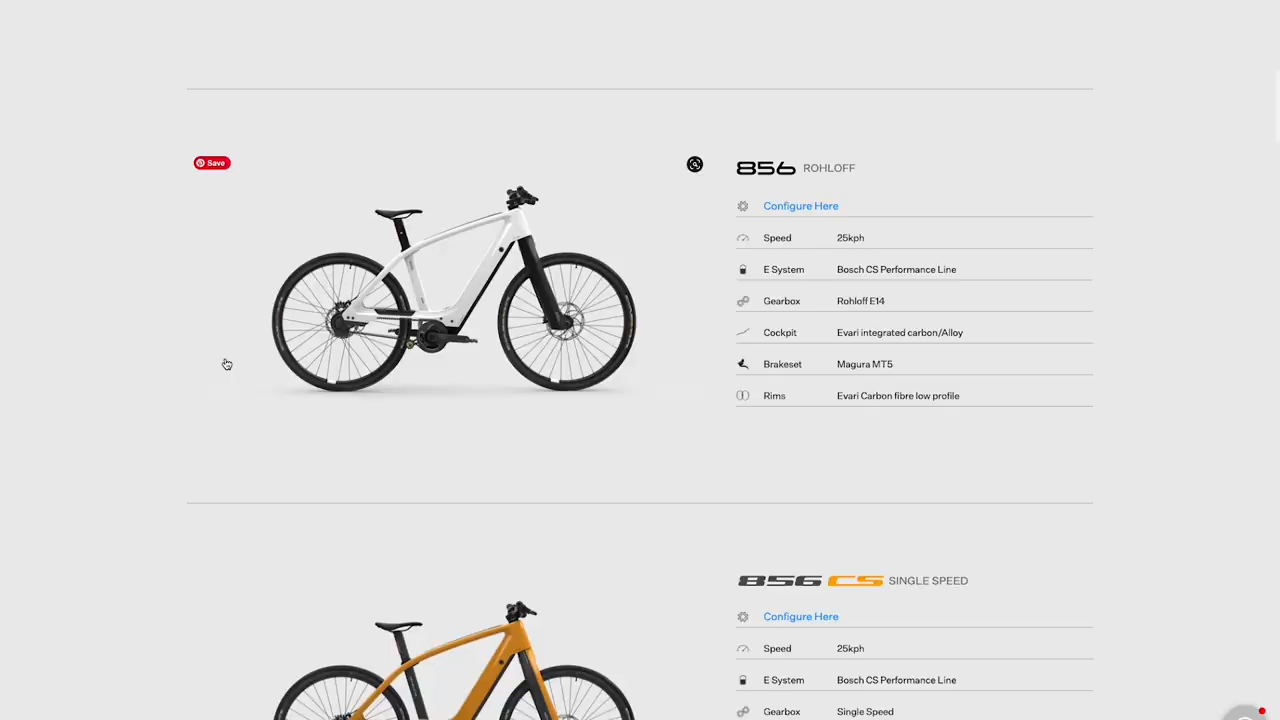 Save
856 ROHLOFF
Configure Here
Speed 25kph
E System Bosch CS Performance Line
Gearbox Rohloff E14
Cockpit Evari integrated carbon/Alloy
Brakeset Magura MT5
Rims Evari Carbon fibre low profile
856 CS SINGLE SPEED
Configure Here
Speed 25kph
E System Bosch CS Performance Line
Gearbox Single Speed